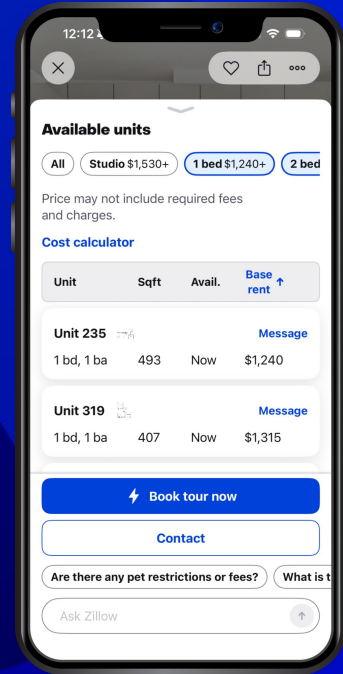 12:12
Available units
All
Studio $1,530+
1 bed $1,240+
2 bed
Price may not include required fees
and charges.
Cost calculator
Unit Sqft Avail. Base rent ↑
Unit 235 Message
1 bd, 1 ba 493 Now $1,240
Unit 319 Message
1 bd, 1 ba 407 Now $1,315
Book tour now
Contact
Are there any pet restrictions or fees?
What is t
Ask Zillow